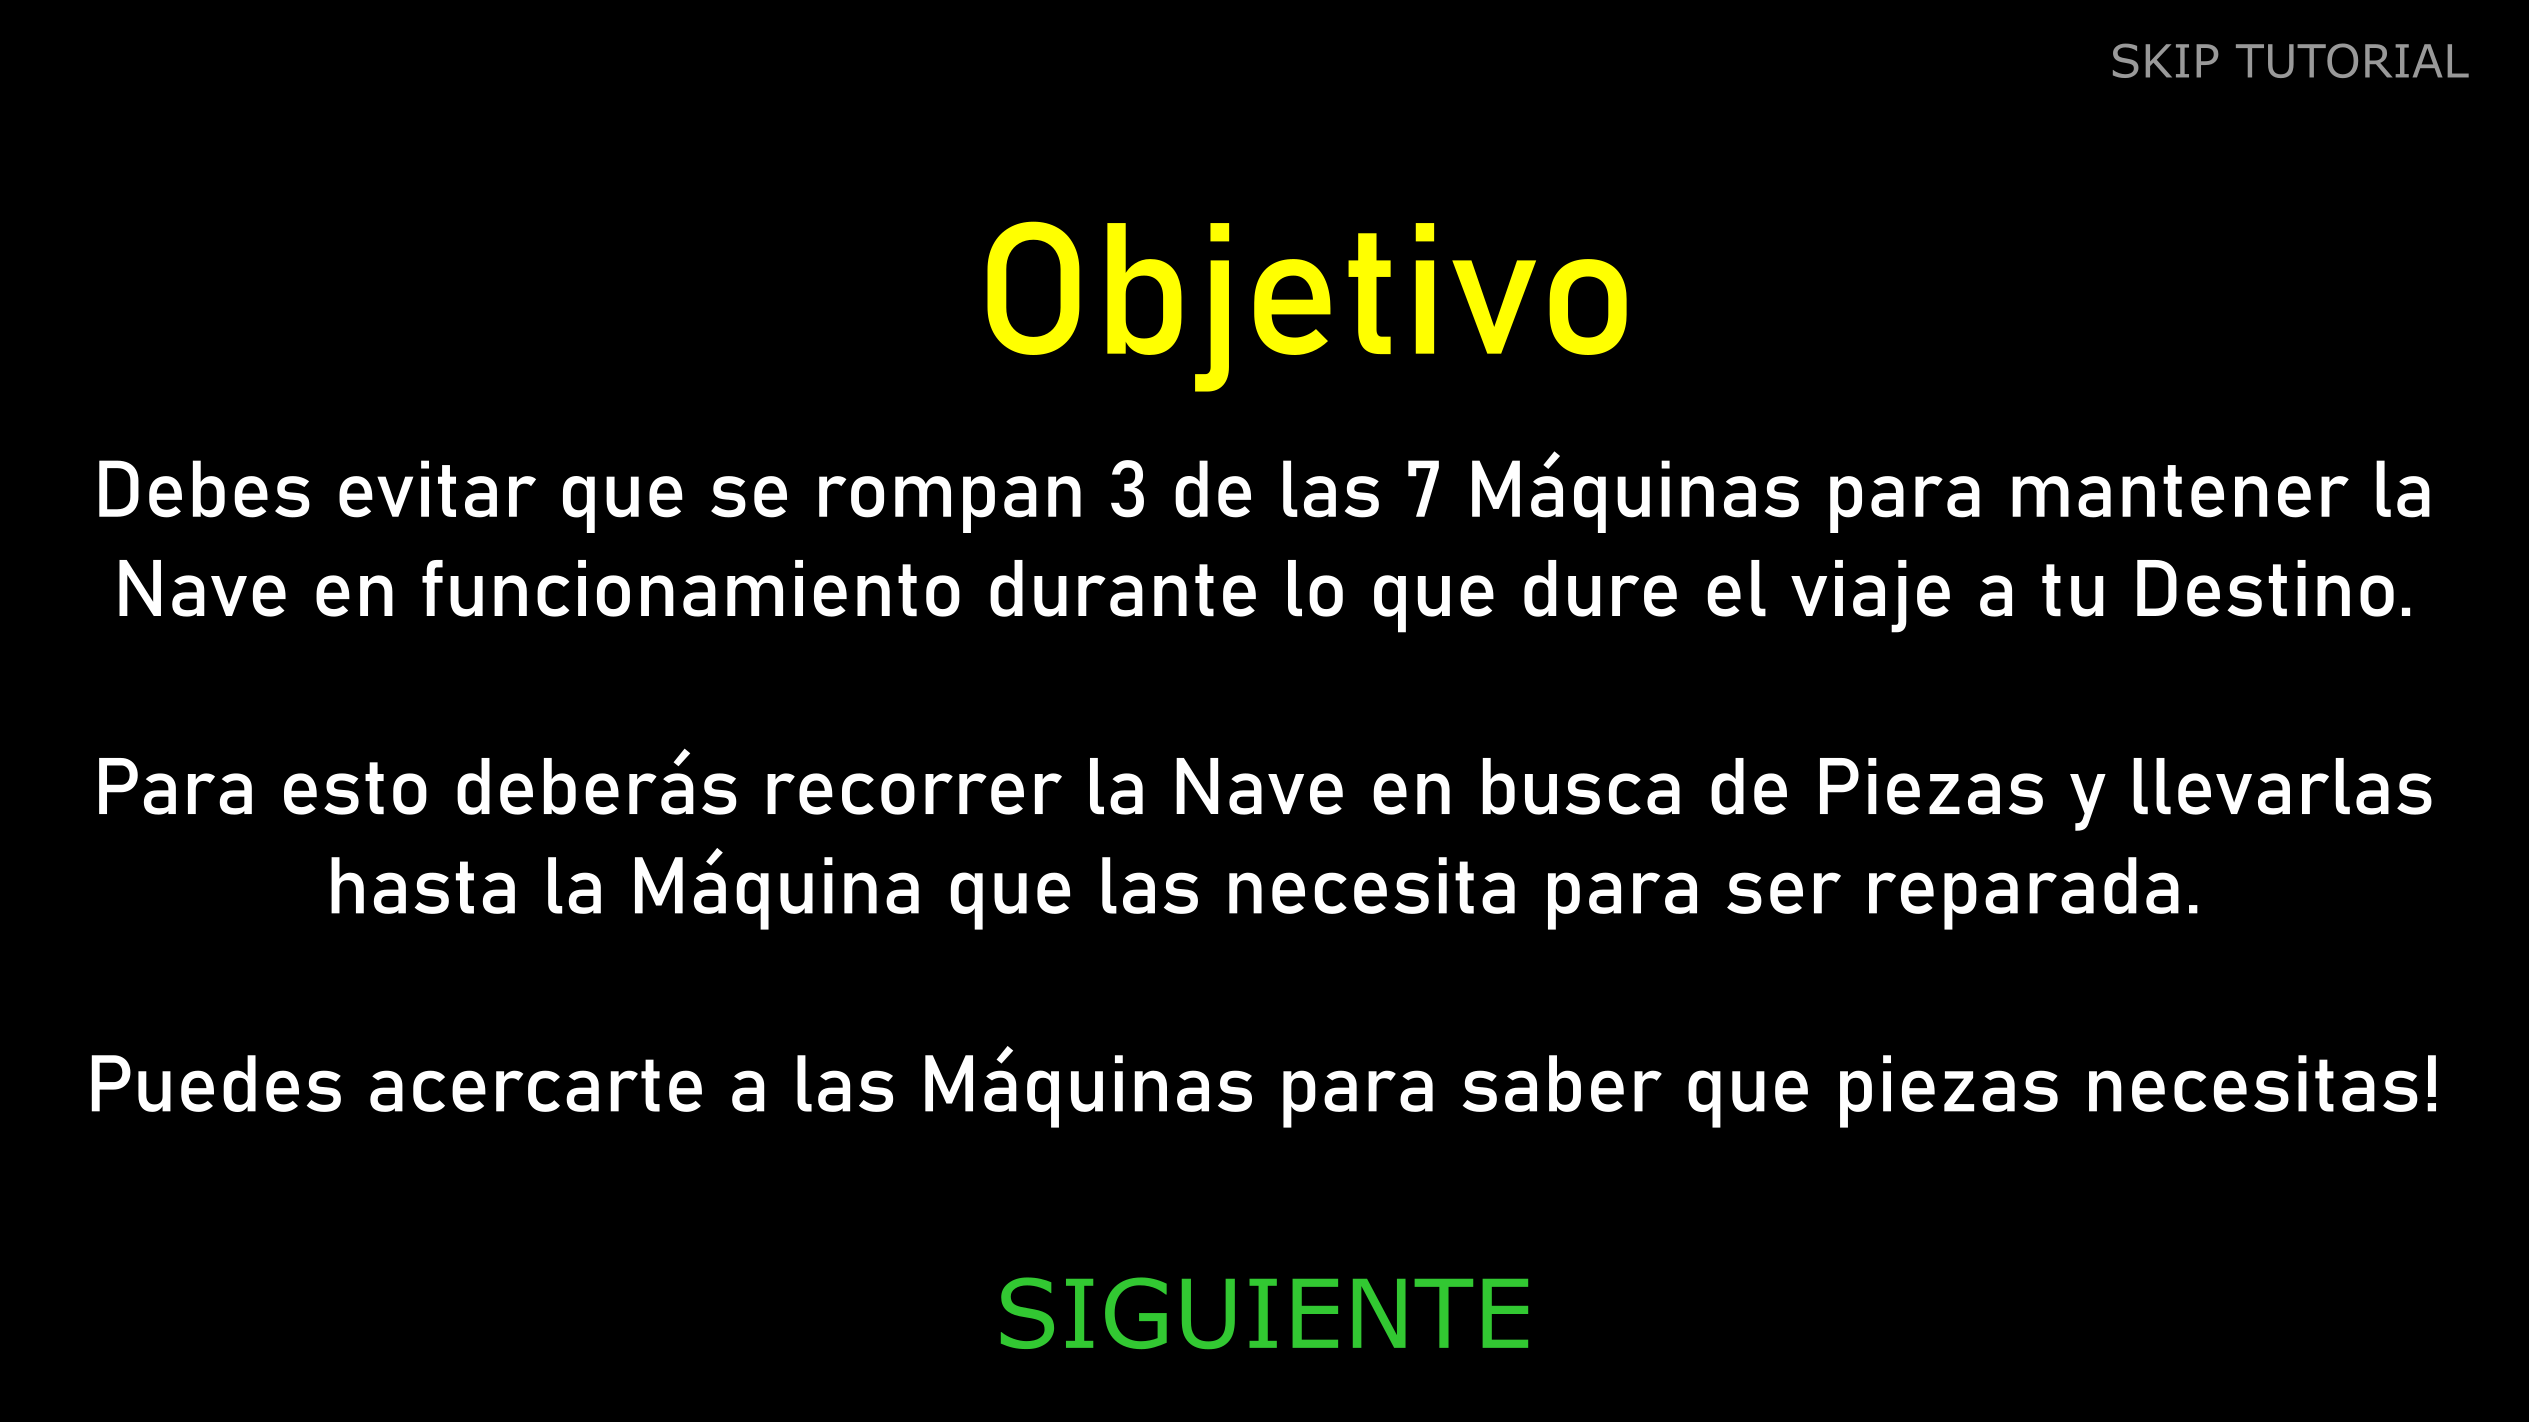 SKIP TUTORIAL
Objetivo
Debes evitar que se rompan 3 de las 7 Máquinas para mantener la
Nave en funcionamiento durante lo que dure el viaje a tu Destino.
Para esto deberás recorrer la Nave en busca de Piezas y llevarlas
hasta la Máquina que las necesita para ser reparada.
Puedes acercarte a las Máquinas para saber que piezas necesitas!
SIGUIENTE